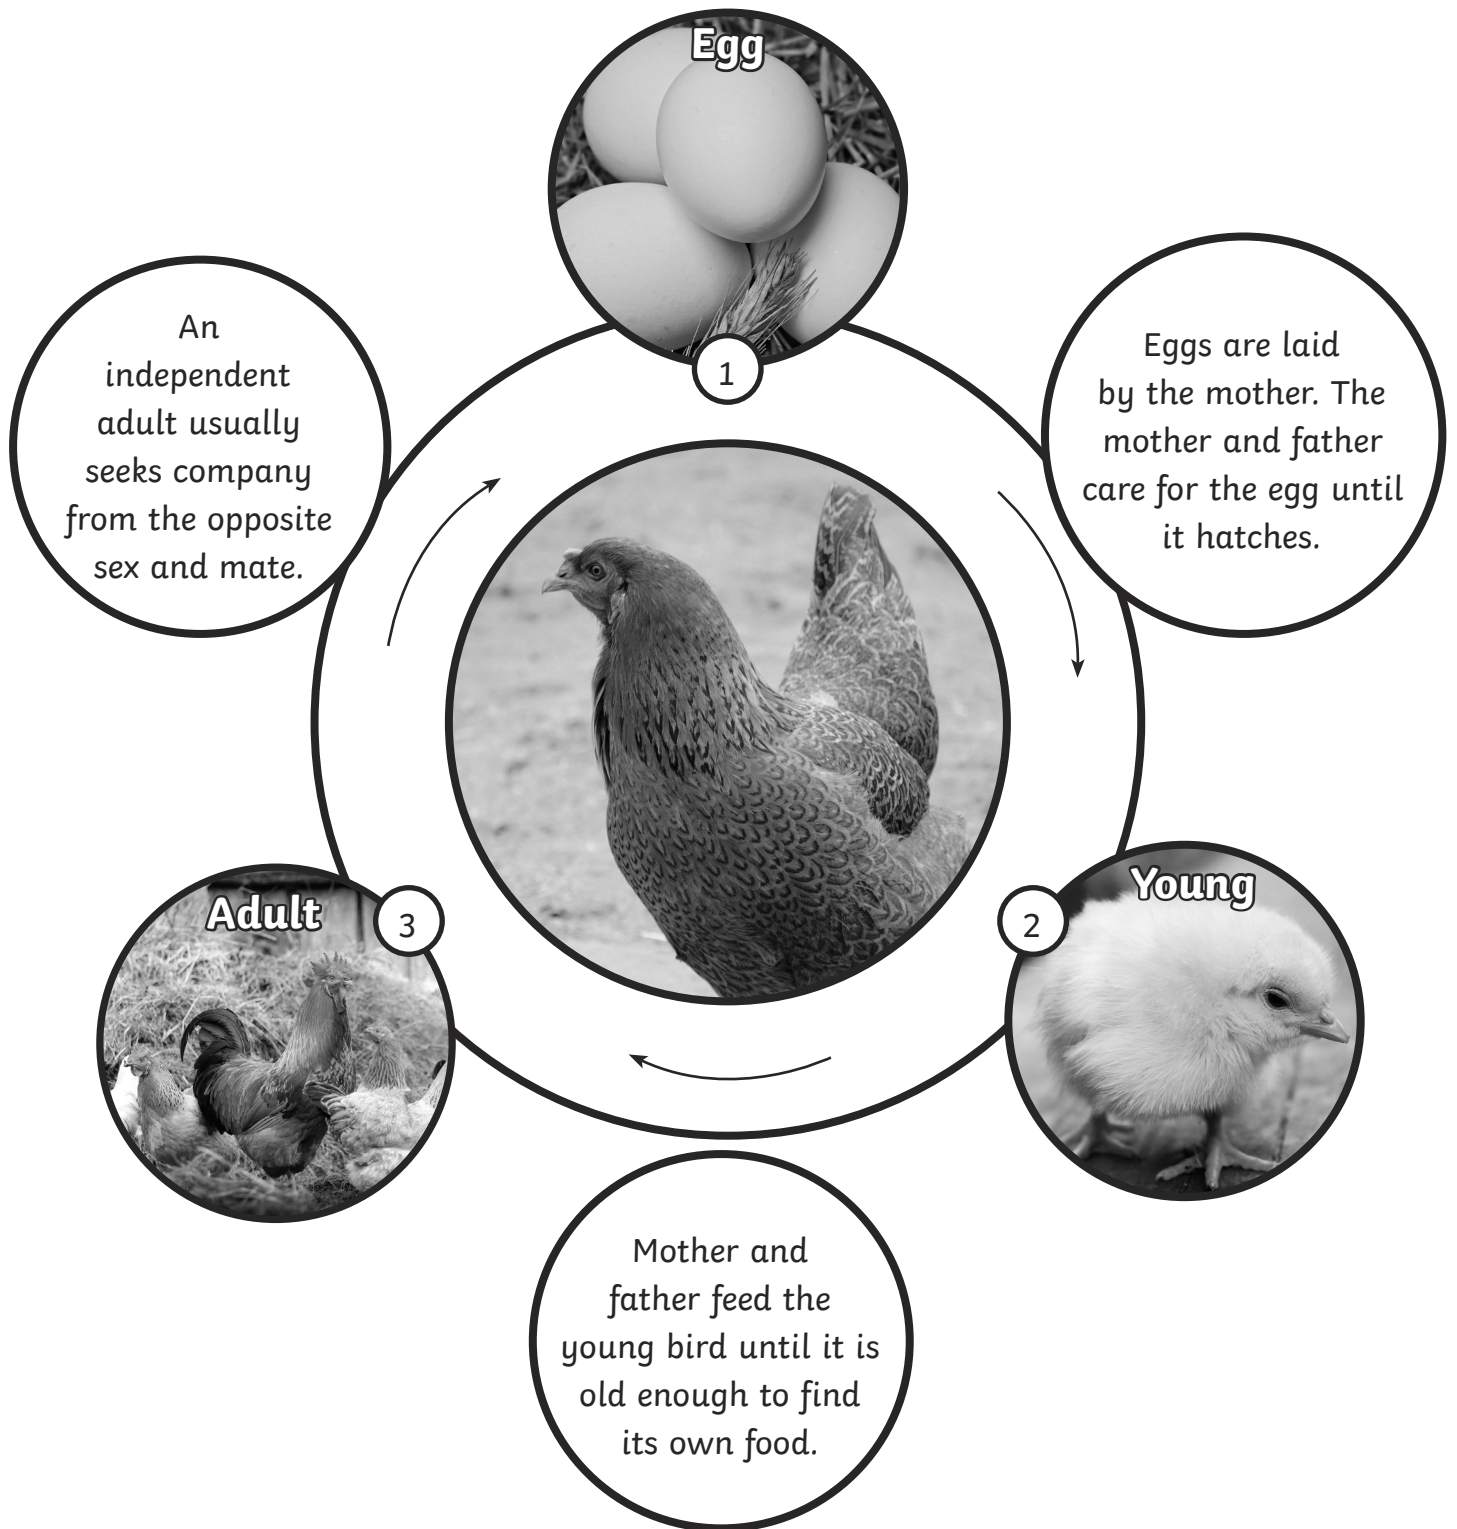 Egg
1
Eggs are laid
by the mother. The
mother and father
care for the egg until
it hatches.
Young
2
Mother and
father feed the
young bird until it is
old enough to find
its own food.
Adult
3
An
independent
adult usually
seeks company
from the opposite
sex and mate.